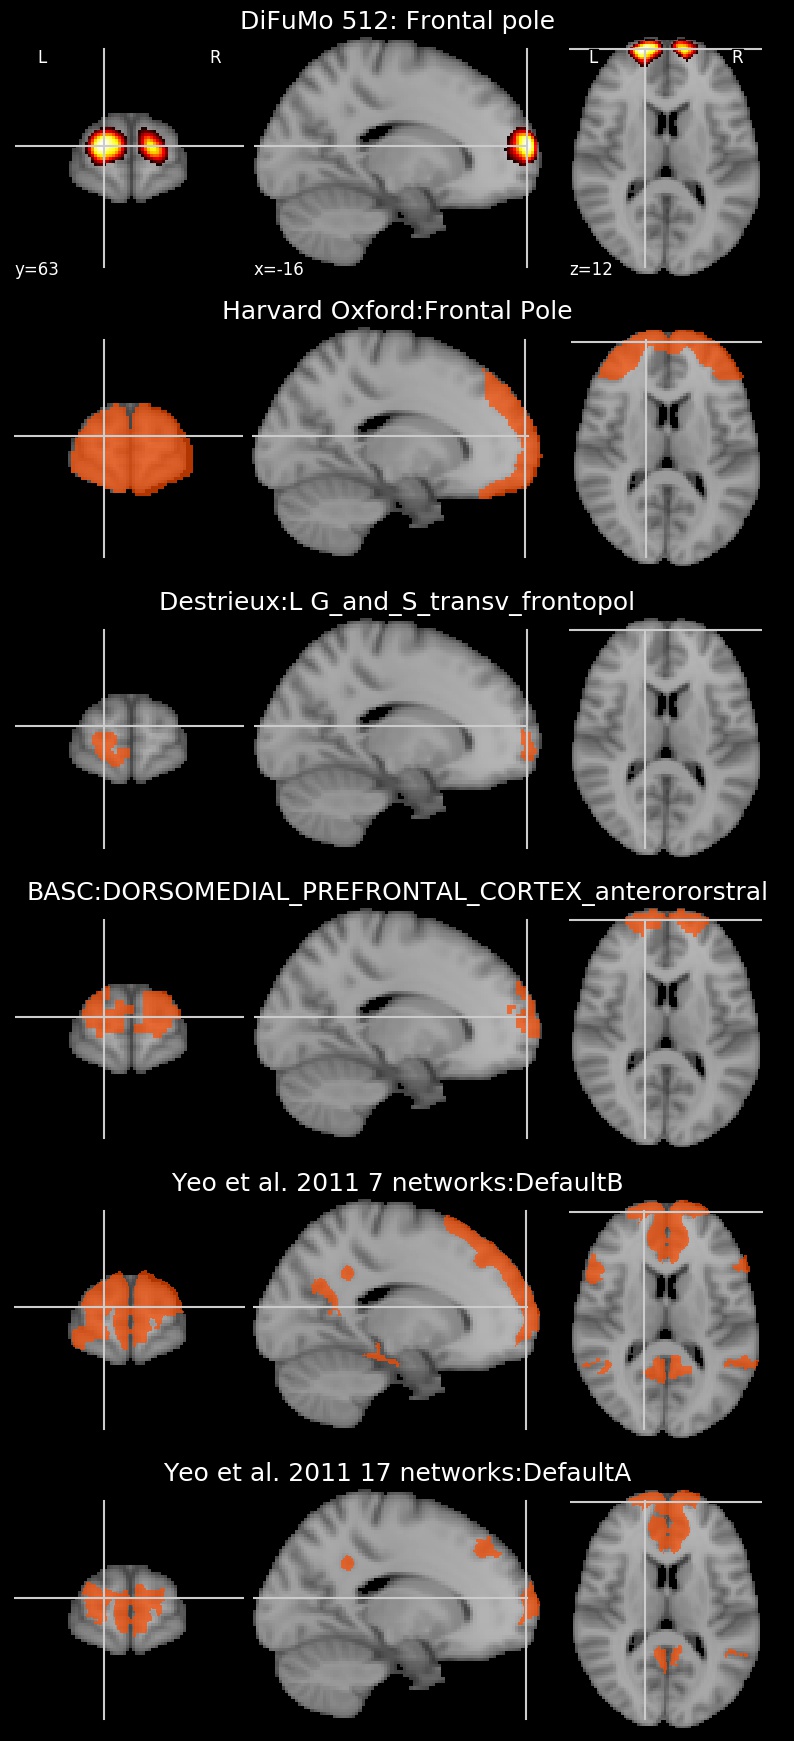 DiFuMo 512: Frontal pole
L R L R
y=63 x=-16 z=12
Harvard Oxford:Frontal Pole
Destrieux:L G_and_S_transv_frontopol
BASC:DORSOMEDIAL_PREFRONTAL_CORTEX_anterororstral
Yeo et al. 2011 7 networks:DefaultB
Yeo et al. 2011 17 networks:DefaultA